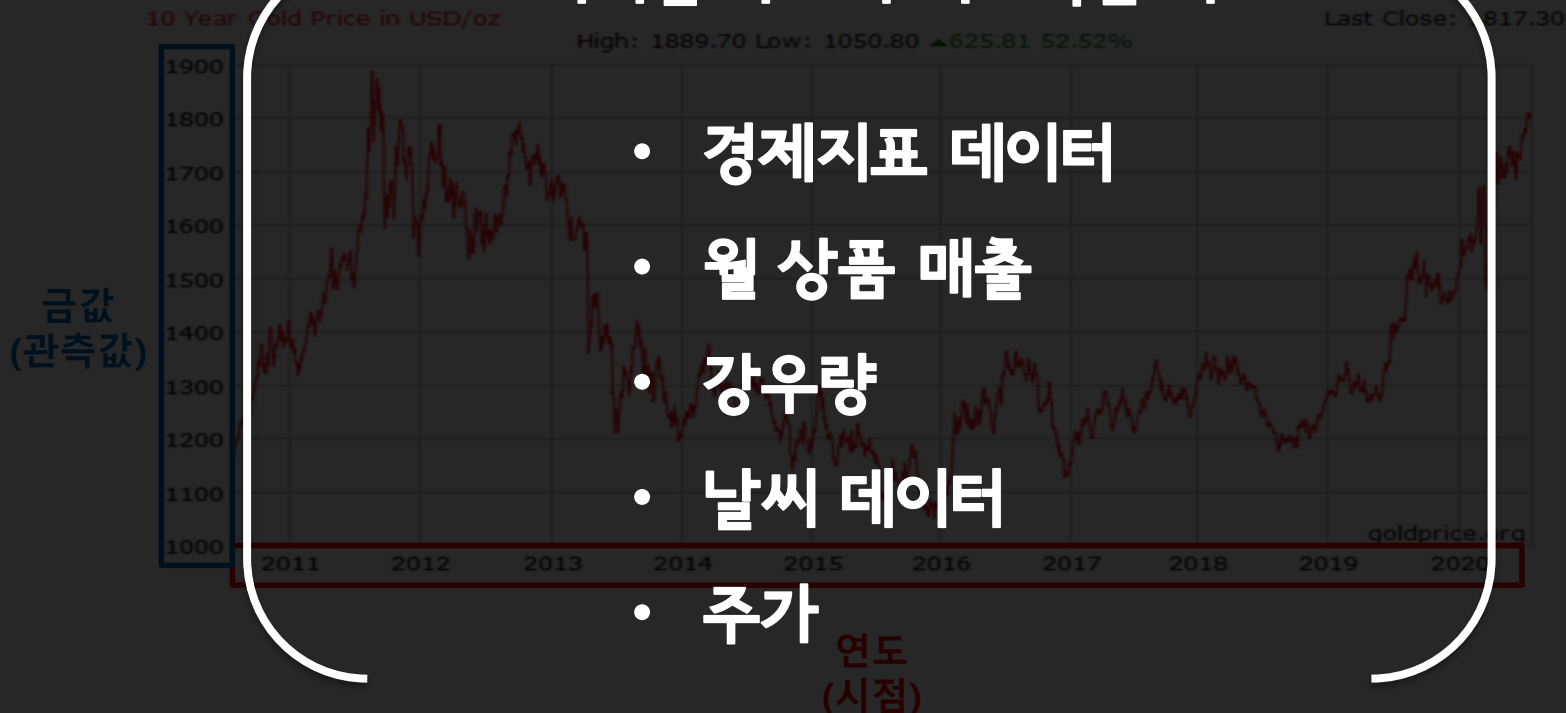 10 Year Gold Price in USD/oz
Last Close: 817.30
High: 1889.70 Low: 1050.80 ▲625.81 52.52%
1900
1800
1700
1600
1500
1400
1300
1200
1100
1000
금값
(관측값)
• 경제지표 데이터
• 월 상품 매출
• 강우량
• 날씨 데이터
• 주가
goldprice.org
2011 2012 2013 2014 2015 2016 2017 2018 2019 2020
연도
(시점)